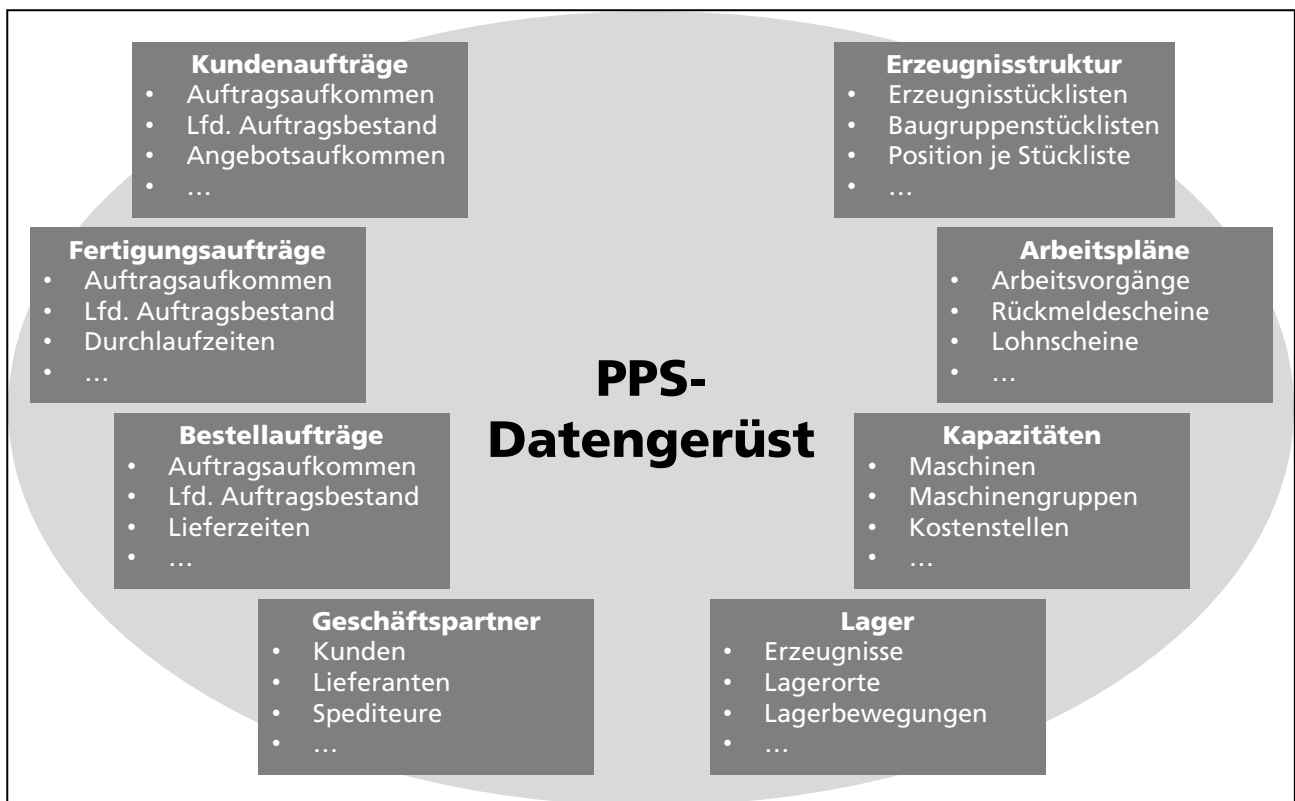 Kundenaufträge
• Auftragsaufkommen
• Lfd. Auftragsbestand
• Angebotsaufkommen
• …
Erzeugnisstruktur
• Erzeugnisstücklisten
• Baugruppenstücklisten
• Position je Stückliste
• …
Fertigungsaufträge
• Auftragsaufkommen
• Lfd. Auftragsbestand
• Durchlaufzeiten
• …
Arbeitspläne
• Arbeitsvorgänge
• Rückmeldescheine
• Lohnscheine
• …
PPS-
Datengerüst
Bestellaufträge
• Auftragsaufkommen
• Lfd. Auftragsbestand
• Lieferzeiten
• …
Kapazitäten
• Maschinen
• Maschinengruppen
• Kostenstellen
• …
Geschäftspartner
• Kunden
• Lieferanten
• Spediteure
• …
Lager
• Erzeugnisse
• Lagerorte
• Lagerbewegungen
• …